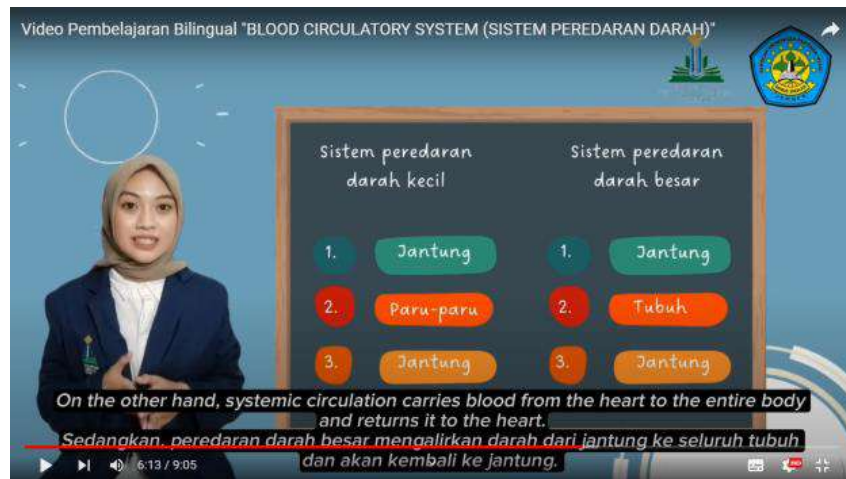 Video Pembelajaran Bilingual "BLOOD CIRCULATORY SYSTEM (SISTEM PEREDARAN DARAH)"
Sistem peredaran
darah kecil
1. Jantung
2. Paru-paru
3. Jantung
Sistem peredaran
darah besar
1. Jantung
2. Tubuh
3. Jantung
On the other hand, systemic circulation carries blood from the heart to the entire body
and returns it to the heart.
Sedangkan, peredaran darah besar mengalirkan darah dari jantung ke seluruh tubuh
dan akan kembali ke jantung.
6:13 / 9:05
HD